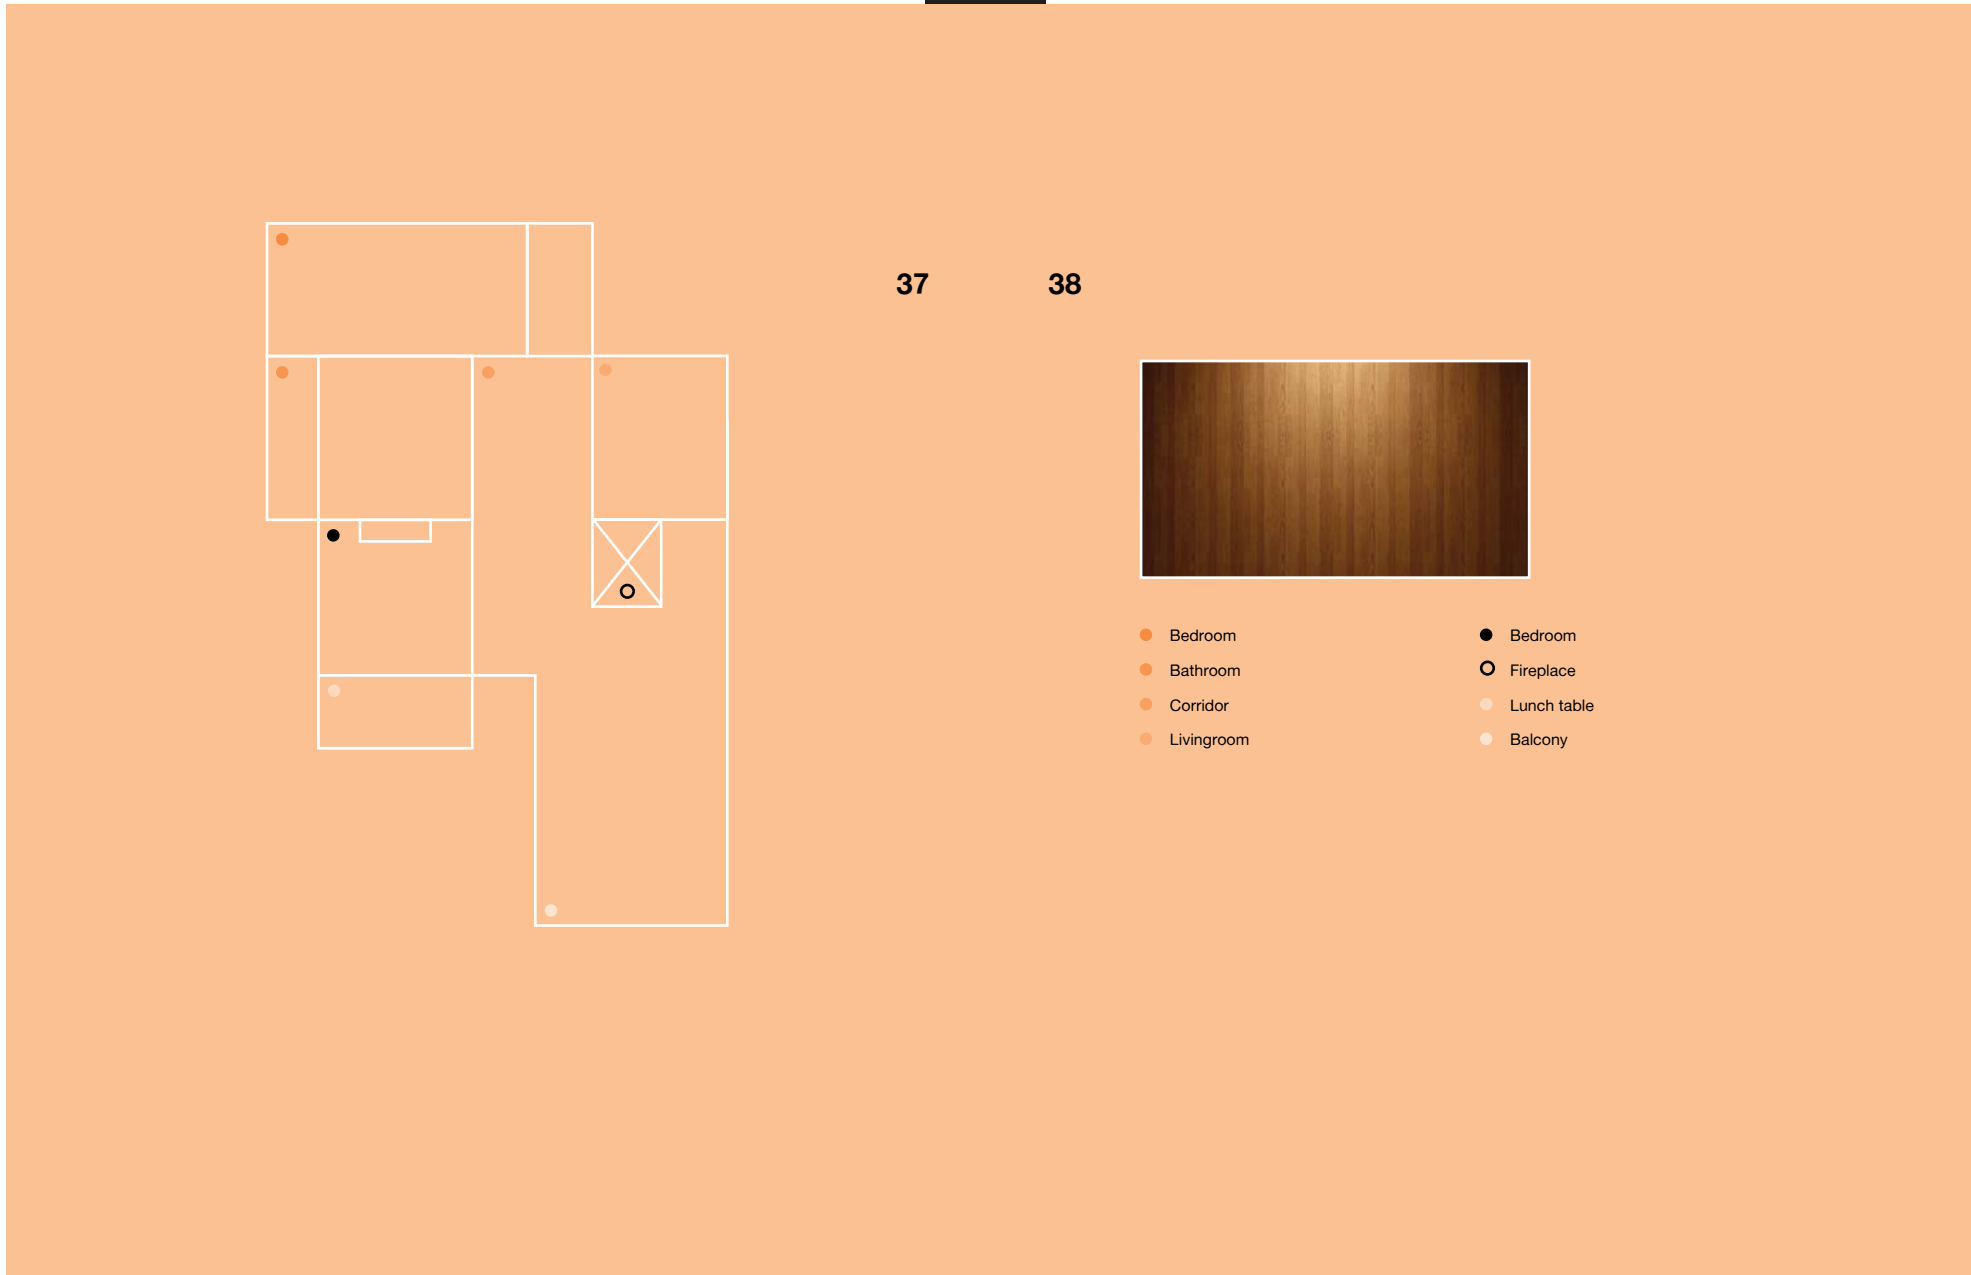 37
38
Bedroom
Bathroom
Corridor
Livingroom
Bedroom
Fireplace
Lunch table
Balcony